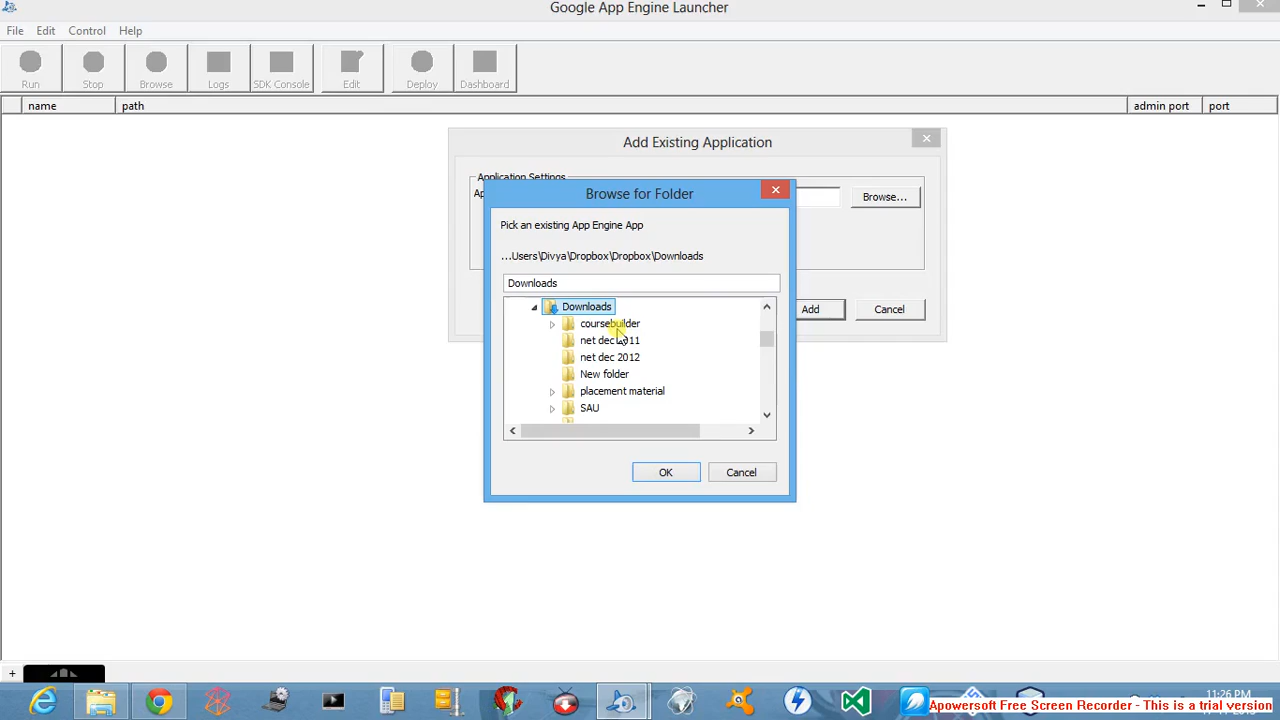 Google App Engine Launcher
File Edit Control Help
Run Stop Browse Logs SDK Console Edit Deploy Dashboard
name path admin port port
Add Existing Application
Application Settings
Ap
Browse...
Add Cancel
Browse for Folder
Pick an existing App Engine App
...Users\Divya\Dropbox\Dropbox\Downloads
Downloads
Downloads
coursebuilder
net dec 2011
net dec 2012
New folder
placement material
SAU
OK Cancel
+
11:26 PM
Apowersoft Free Screen Recorder - This is a trial version